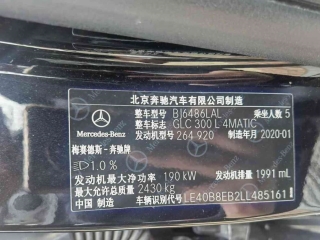 北京奔驰汽车有限公司制造
整车型号 BJ6486LAL 乘坐人数 5
整车标志 GLC 300 L 4MATIC
发动机型号 264 920 制造年月 2020-01
Mercedes-Benz
梅赛德斯-奔驰牌
1.0 %
发动机最大净功率 190 kW 发动机排量 1991 mL
最大允许总质量 2430 kg
中国 制造 车辆识别代号 LE40B8EB2LL485161